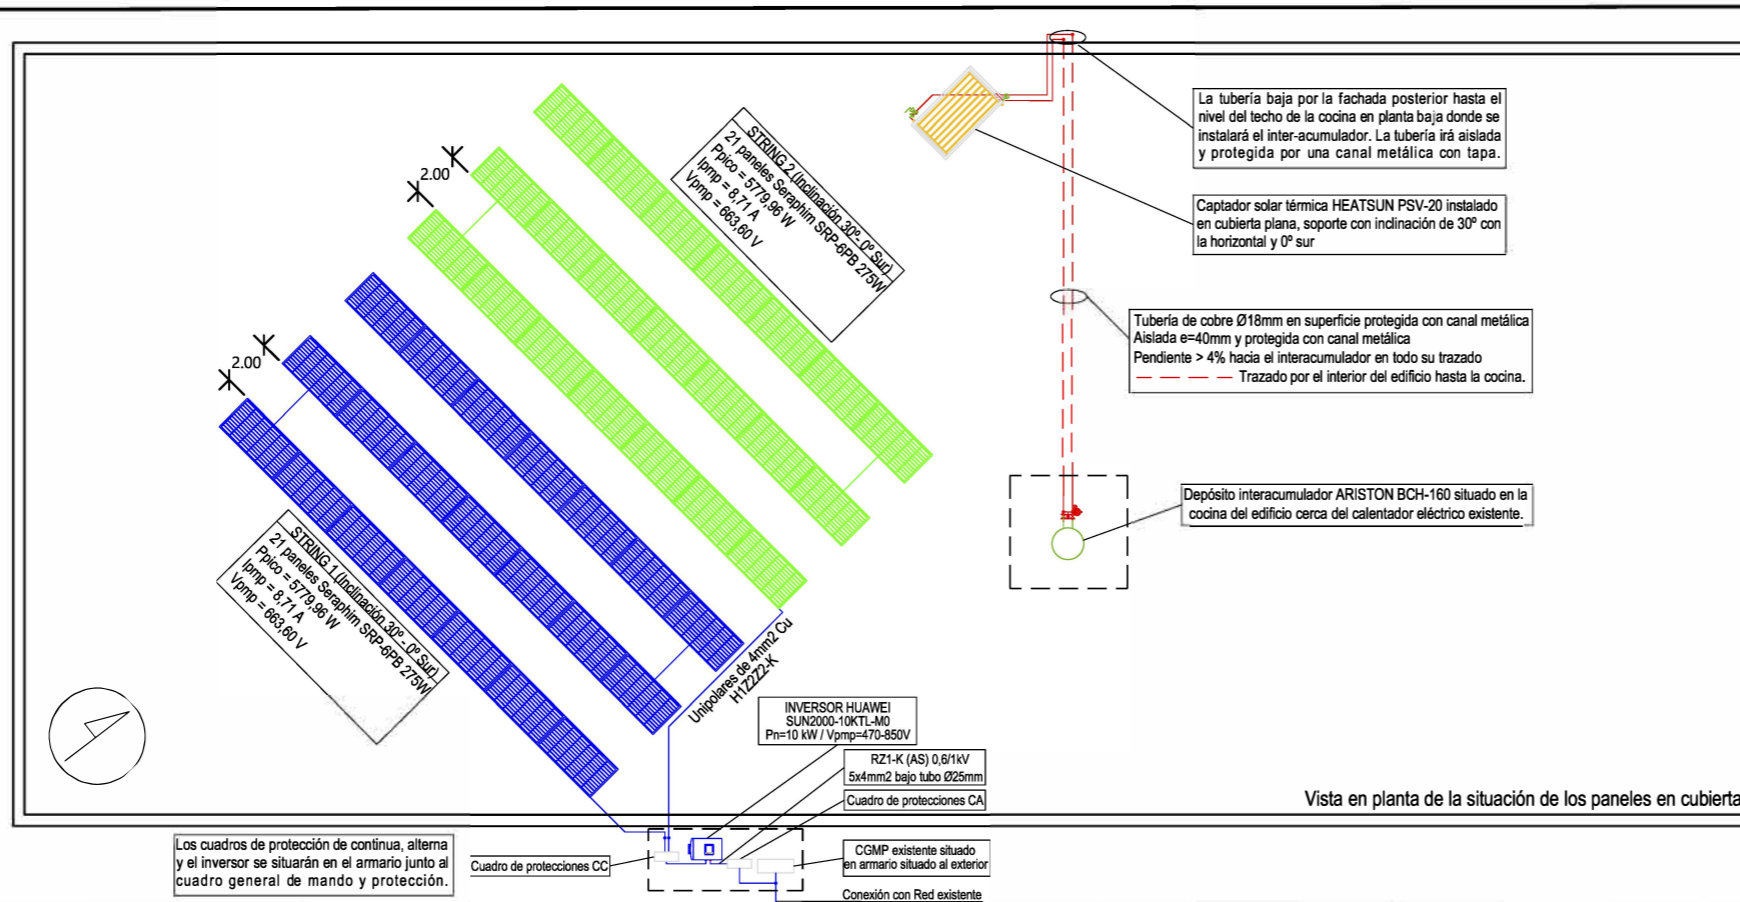 La tubería baja por la fachada posterior hasta el
nivel del techo de la cocina en planta baja donde se
instalará el inter-acumulador. La tubería irá aislada
y protegida por una canal metálica con tapa.
Captador solar térmica HEATSUN PSV-20 instalado
en cubierta plana, soporte con inclinación de 30º con
la horizontal y 0º sur
STRING 2 (Inclinación 30º- 0º Sur)
21 paneles Seraphim SRP-6PB 275W
Ppico = 5779,96 W
Ipmp = 8,71 A
Vpmp = 663,60 V
2.00
2.00
Tubería de cobre Ø18mm en superficie protegida con canal metálica
Aislada e=40mm y protegida con canal metálica
Pendiente > 4% hacia el interacumulador en todo su trazado
Trazado por el interior del edificio hasta la cocina.
Depósito interacumulador ARISTON BCH-160 situado en la
cocina del edificio cerca del calentador eléctrico existente.
STRING 1 (Inclinación 30º - 0º Sur)
21 paneles Seraphim SRP-6PB 275W
Ppico = 5779,96 W
Ipmp = 8,71 A
Vpmp = 663,60 V
Unipolares de 4mm2 Cu
H1Z2Z2-K
INVERSOR HUAWEI
SUN2000-10KTL-M0
Pn=10 kW / Vpmp=470-850V
RZ1-K (AS) 0,6/1kV
5x4mm2 bajo tubo Ø25mm
Cuadro de protecciones CA
Vista en planta de la situación de los paneles en cubierta
Los cuadros de protección de continua, alterna
y el inversor se situarán en el armario junto al
cuadro general de mando y protección.
Cuadro de protecciones CC
CGMP existente situado
en armario situado al exterior
Conexión con Red existente